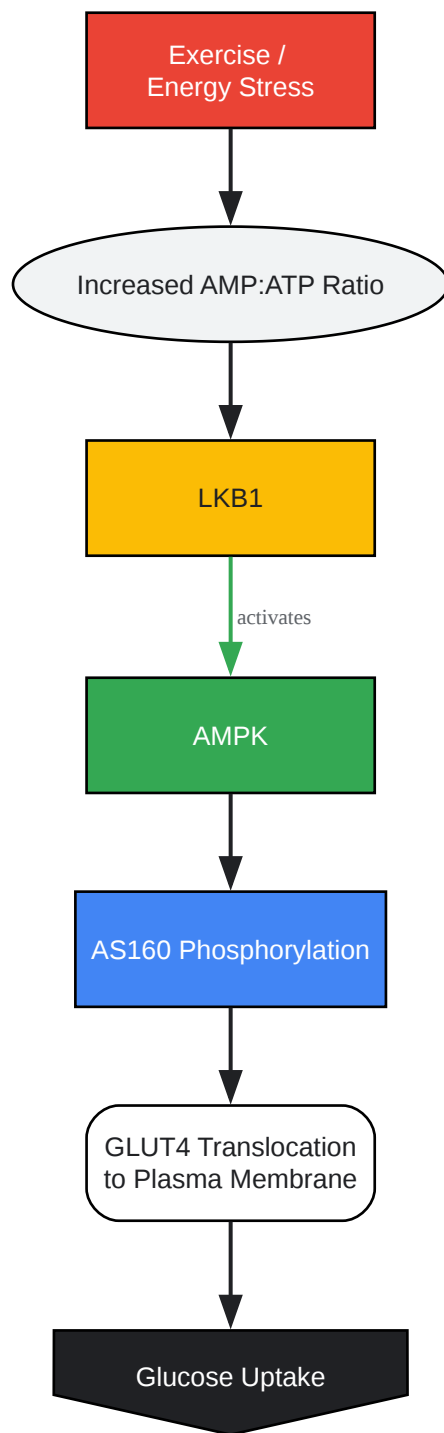 Exercise /
Energy Stress
Increased AMP:ATP Ratio
LKB1
activates
AMPK
AS160 Phosphorylation
GLUT4 Translocation
to Plasma Membrane
Glucose Uptake